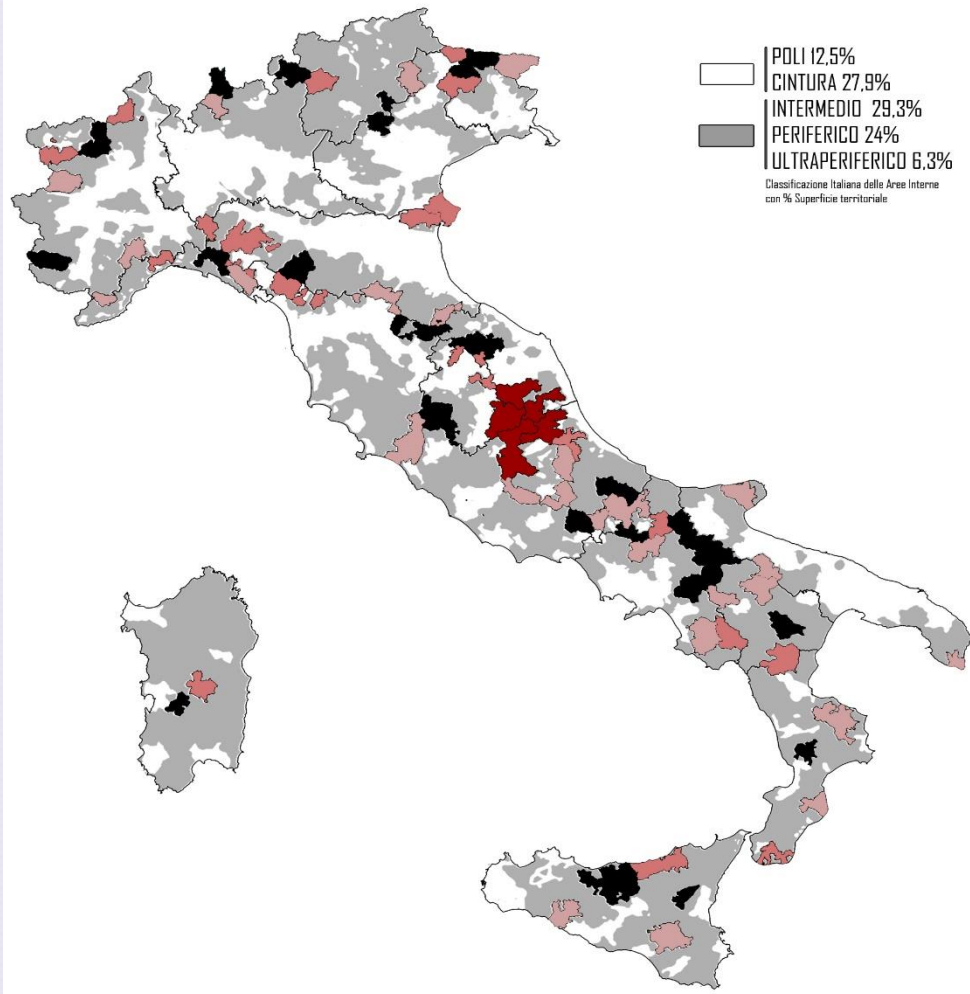 POLI 12,5%
CINTURA 27,9%
INTERMEDIO 29,3%
PERIFERICO 24%
ULTRAPERIFERICO 6,3%
Classificazione Italiana delle Aree Interne
con % Superficie territoriale